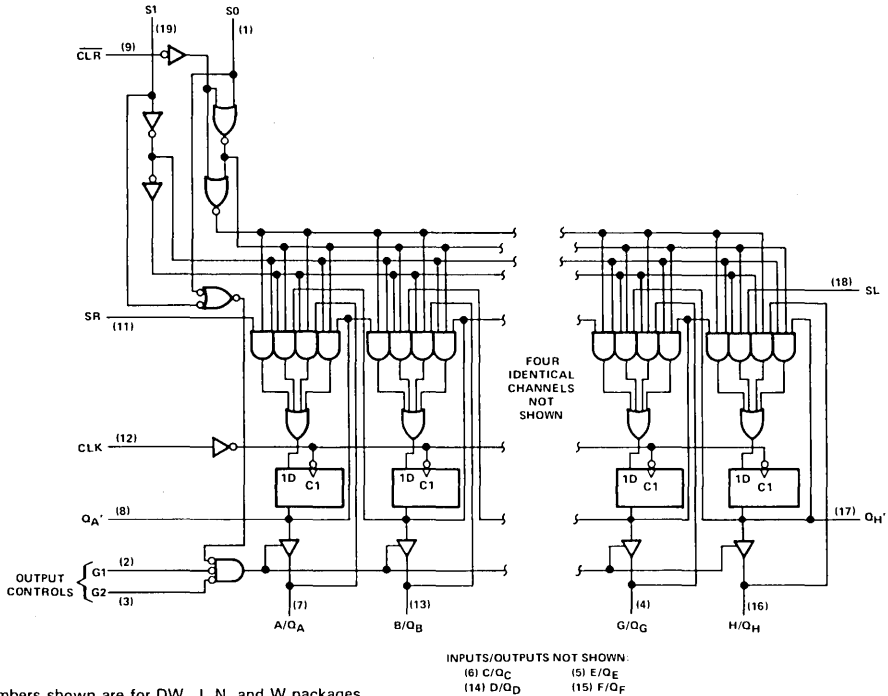 S1
S0
(19)
(1)
CLR
(9)
(18)
SL
SR
(11)
FOUR
IDENTICAL
CHANNELS
NOT
SHOWN
CLK
(12)
1D
C1
1D
C1
1D
C1
1D
C1
QA'
(8)
(17)
QH'
OUTPUT
CONTROLS
G1
(2)
G2
(3)
(7)
(13)
(4)
(16)
A/QA
B/QB
G/QG
H/QH
INPUTS/OUTPUTS NOT SHOWN:
(6) C/QC
(5) E/QE
(14) D/QD
(15) F/QF
shown are for DW, J, N, and W packages